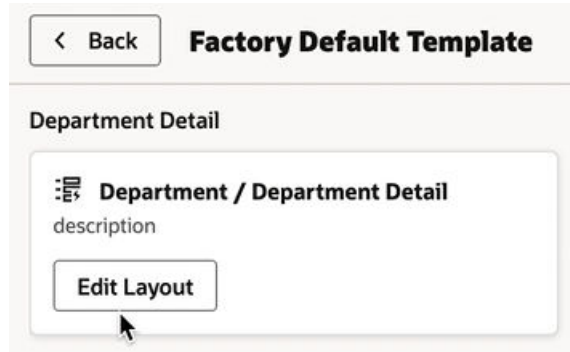 Back
Factory Default Template
Department Detail
Department / Department Detail
description
Edit Layout